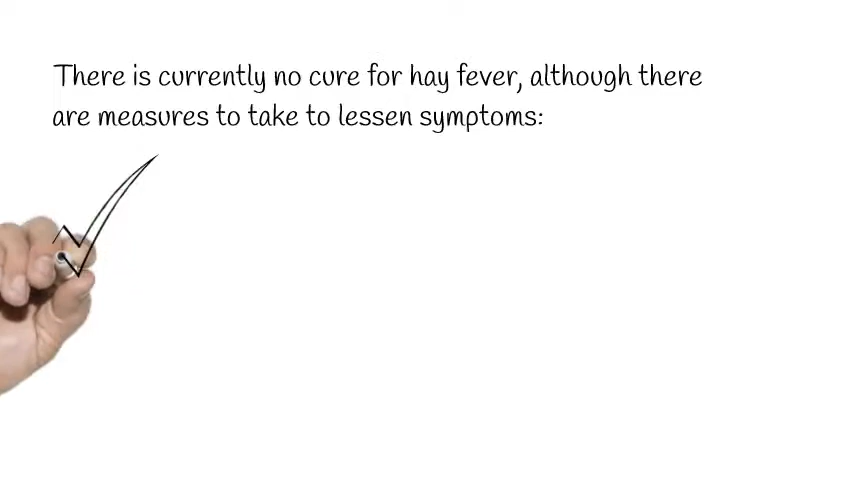 There is currently no cure for hay fever, although there
are measures to take to lessen symptoms: